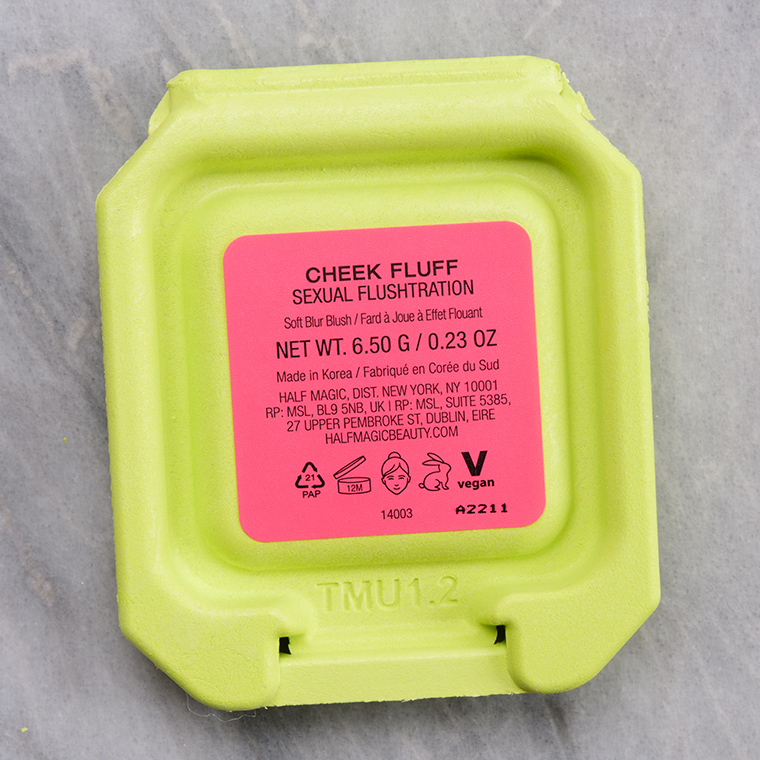 CHEEK FLUFF
SEXUAL FLUSHTRATION
Soft Blur Blush / Fard à Joue à Effet Flouant
NET WT. 6.50 G / 0.23 OZ
Made in Korea / Fabriqué en Corée du Sud
HALF MAGIC, DIST. NEW YORK, NY 10001
RP: MSL, BL9 5NB, UK | RP: MSL, SUITE 5385,
27 UPPER PEMBROKE ST, DUBLIN, EIRE
HALFMAGICBEAUTY.COM
21
PAP
12M
V
vegan
14003
A2211
TMU1.2